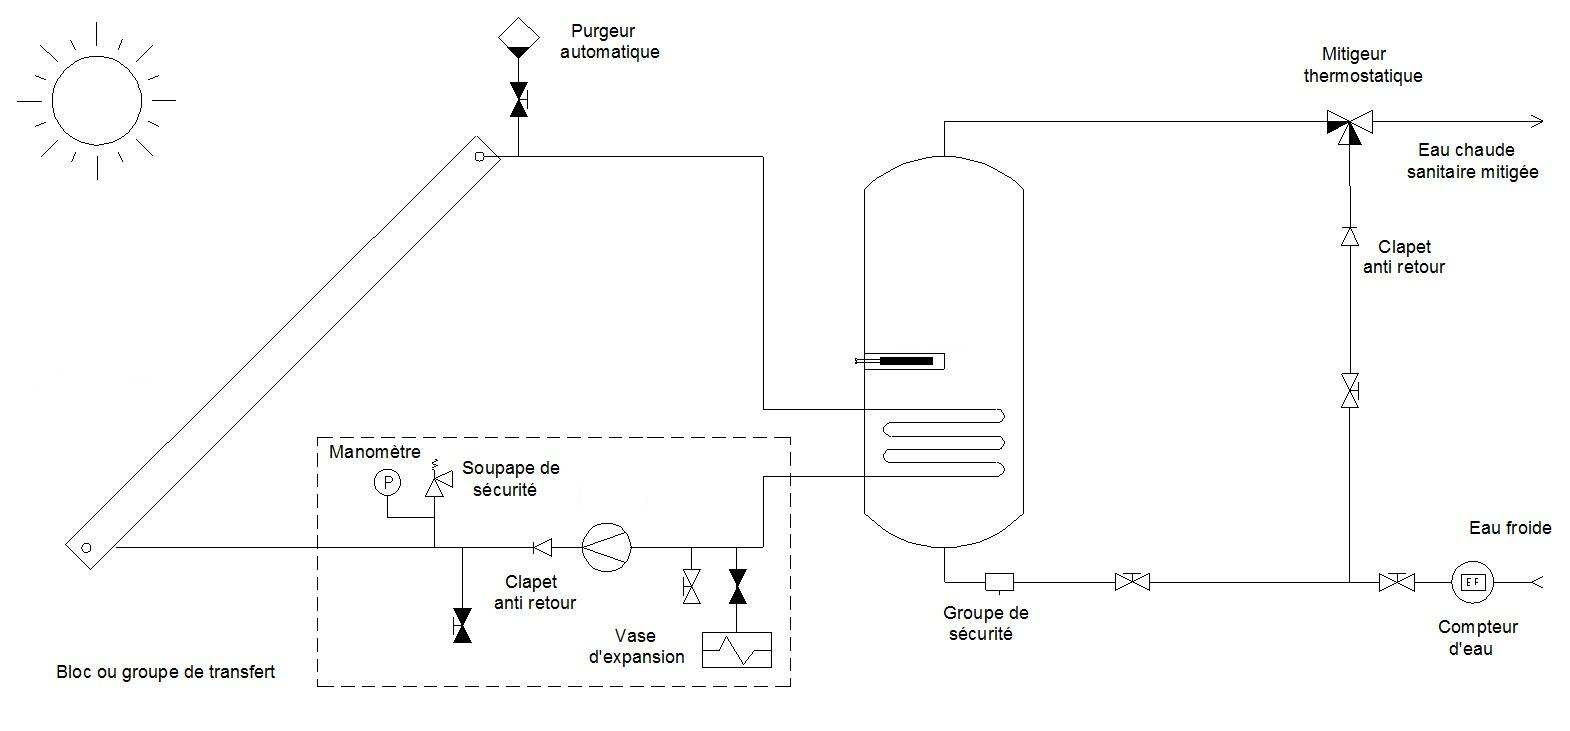 Purgeur
automatique
Mitigeur
thermostatique
Eau chaude
sanitaire mitigée
Clapet
anti retour
Manomètre
P
Soupape de
sécurité
Clapet
anti retour
Vase
d'expansion
Bloc ou groupe de transfert
Eau froide
E F
Groupe de
sécurité
Compteur
d'eau